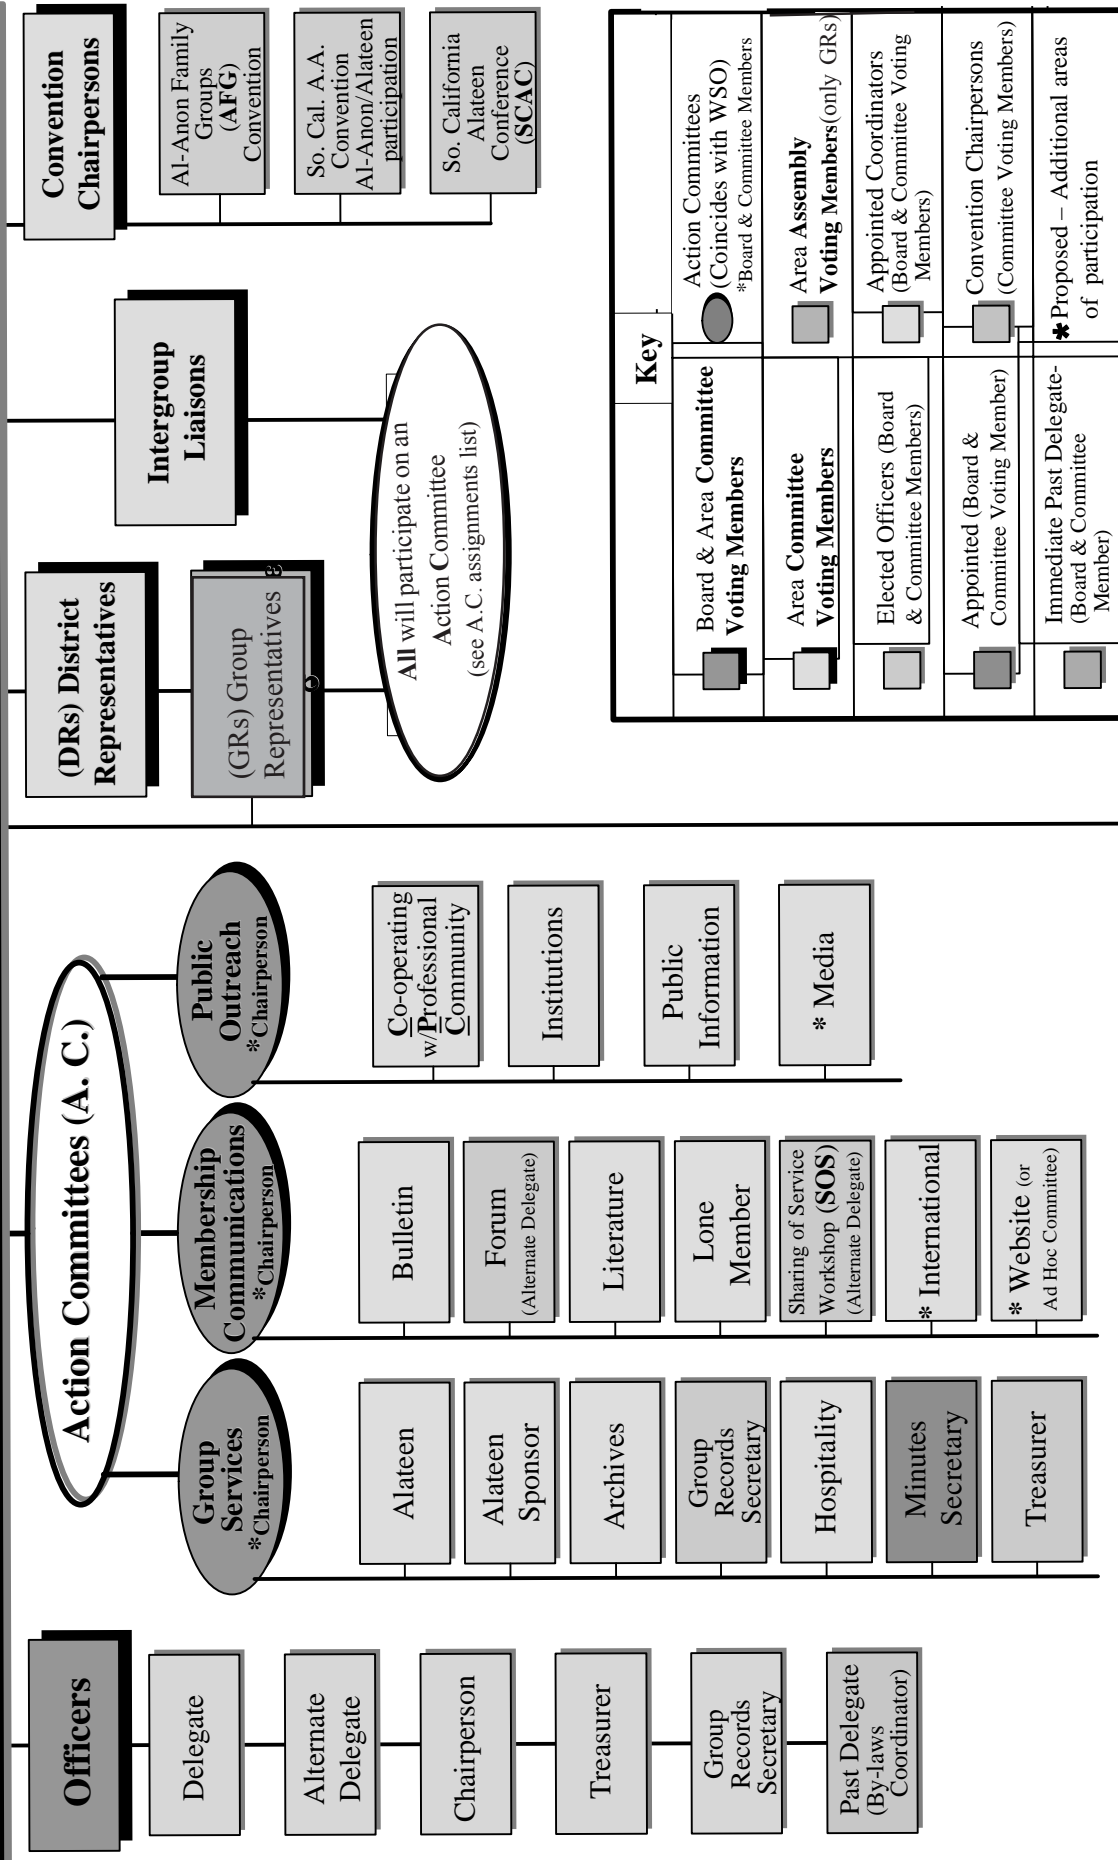 Officers
Delegate
Alternate
Delegate
Chairperson
Treasurer
Group
Records
Secretary
Past Delegate
(By-laws
Coordinator)
Action Committees (A. C.)
Group
Services
*Chairperson
Alateen
Alateen
Sponsor
Archives
Group
Records
Secretary
Hospitality
Minutes
Secretary
Treasurer
Membership
Communications
*Chairperson
Bulletin
Forum
(Alternate Delegate)
Literature
Lone
Member
Sharing of Service
Workshop (SOS)
(Alternate Delegate)
* International
* Website (or
Ad Hoc Committee)
Public
Outreach
*Chairperson
Co-operating
w/Professional
Community
Institutions
Public
Information
* Media
(DRs) District
Representatives
(GRs) Group
Representatives
Intergroup
Liaisons
All will participate on an
Action Committee
(see A.C. assignments list)
Convention
Chairpersons
Al-Anon Family
Groups
(AFG)
Convention
So. Cal. A.A.
Convention
Al-Anon/Alateen
participation
So. California
Alateen
Conference
(SCAC)
Key
Board & Area Committee
Voting Members
Action Committees
(Coincides with WSO)
*Board & Committee Members
Area Committee
Voting Members
Area Assembly
Voting Members(only GRs)
Elected Officers (Board
& Committee Members)
Appointed Coordinators
(Board & Committee Voting
Members)
Appointed (Board &
Committee Voting Member)
Convention Chairpersons
(Committee Voting Members)
Immediate Past Delegate-
(Board & Committee
Member)
* Proposed – Additional areas
of participation